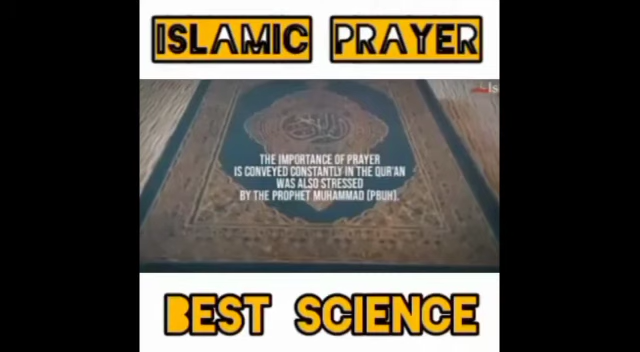 ISLAMIC PRAYER
Is
THE IMPORTANCE OF PRAYER
IS CONVEYED CONSTANTLY IN THE QUR'AN
WAS ALSO STRESSED
BY THE PROPHET MUHAMMAD (PBUH).
BEST SCIENCE